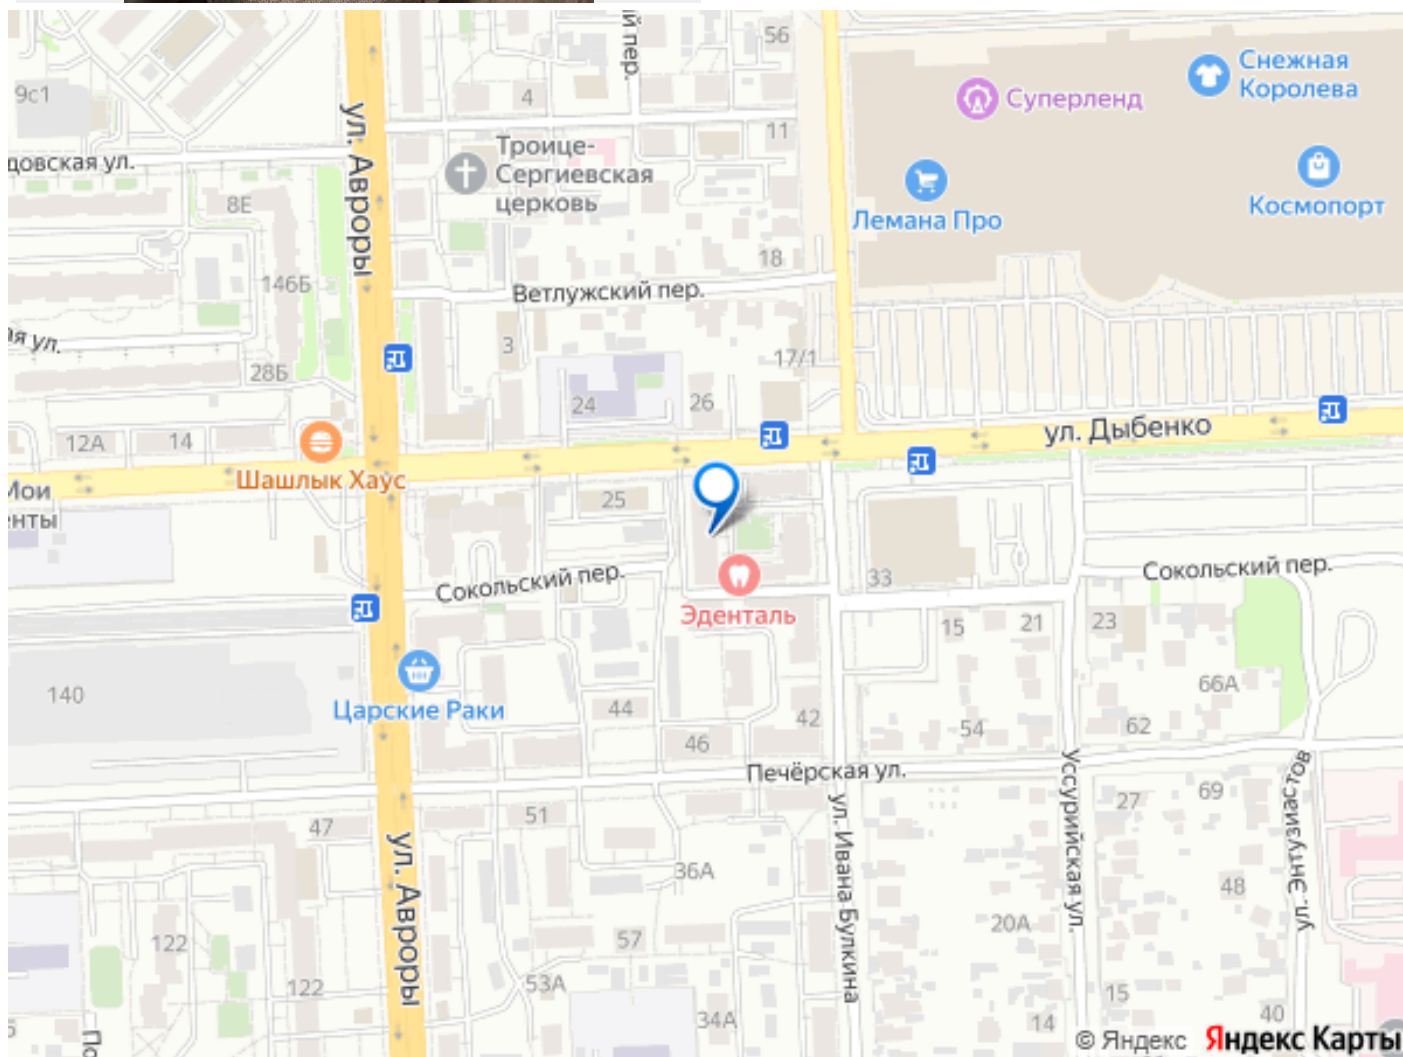 й пер.
56
Снежная
Королева
9с1
4
Суперленд
11
ул. Авроры
Троице-
Сергиевская
церковь
довская ул.
8Е
Лемана Про
Космопорт
18
146Б
Ветлужский пер.
я ул.
3
17/1
28Б
24
26
12А
14
ул. Дыбенко
Шашлык Хаус
Мои
енты
25
Сокольский пер.
33
Сокольский пер.
Эденталь
15
21
23
140
66А
Царские Раки
44
42
54
62
46
Печёрская ул.
47
51
ул. Авроры
ул. Ивана Булкина
Уссурийская ул.
27
69
ул. Энтузиастов
36А
48
20А
122
57
122
53А
15
34А
14
40
По
© Яндекс Яндекс Карты